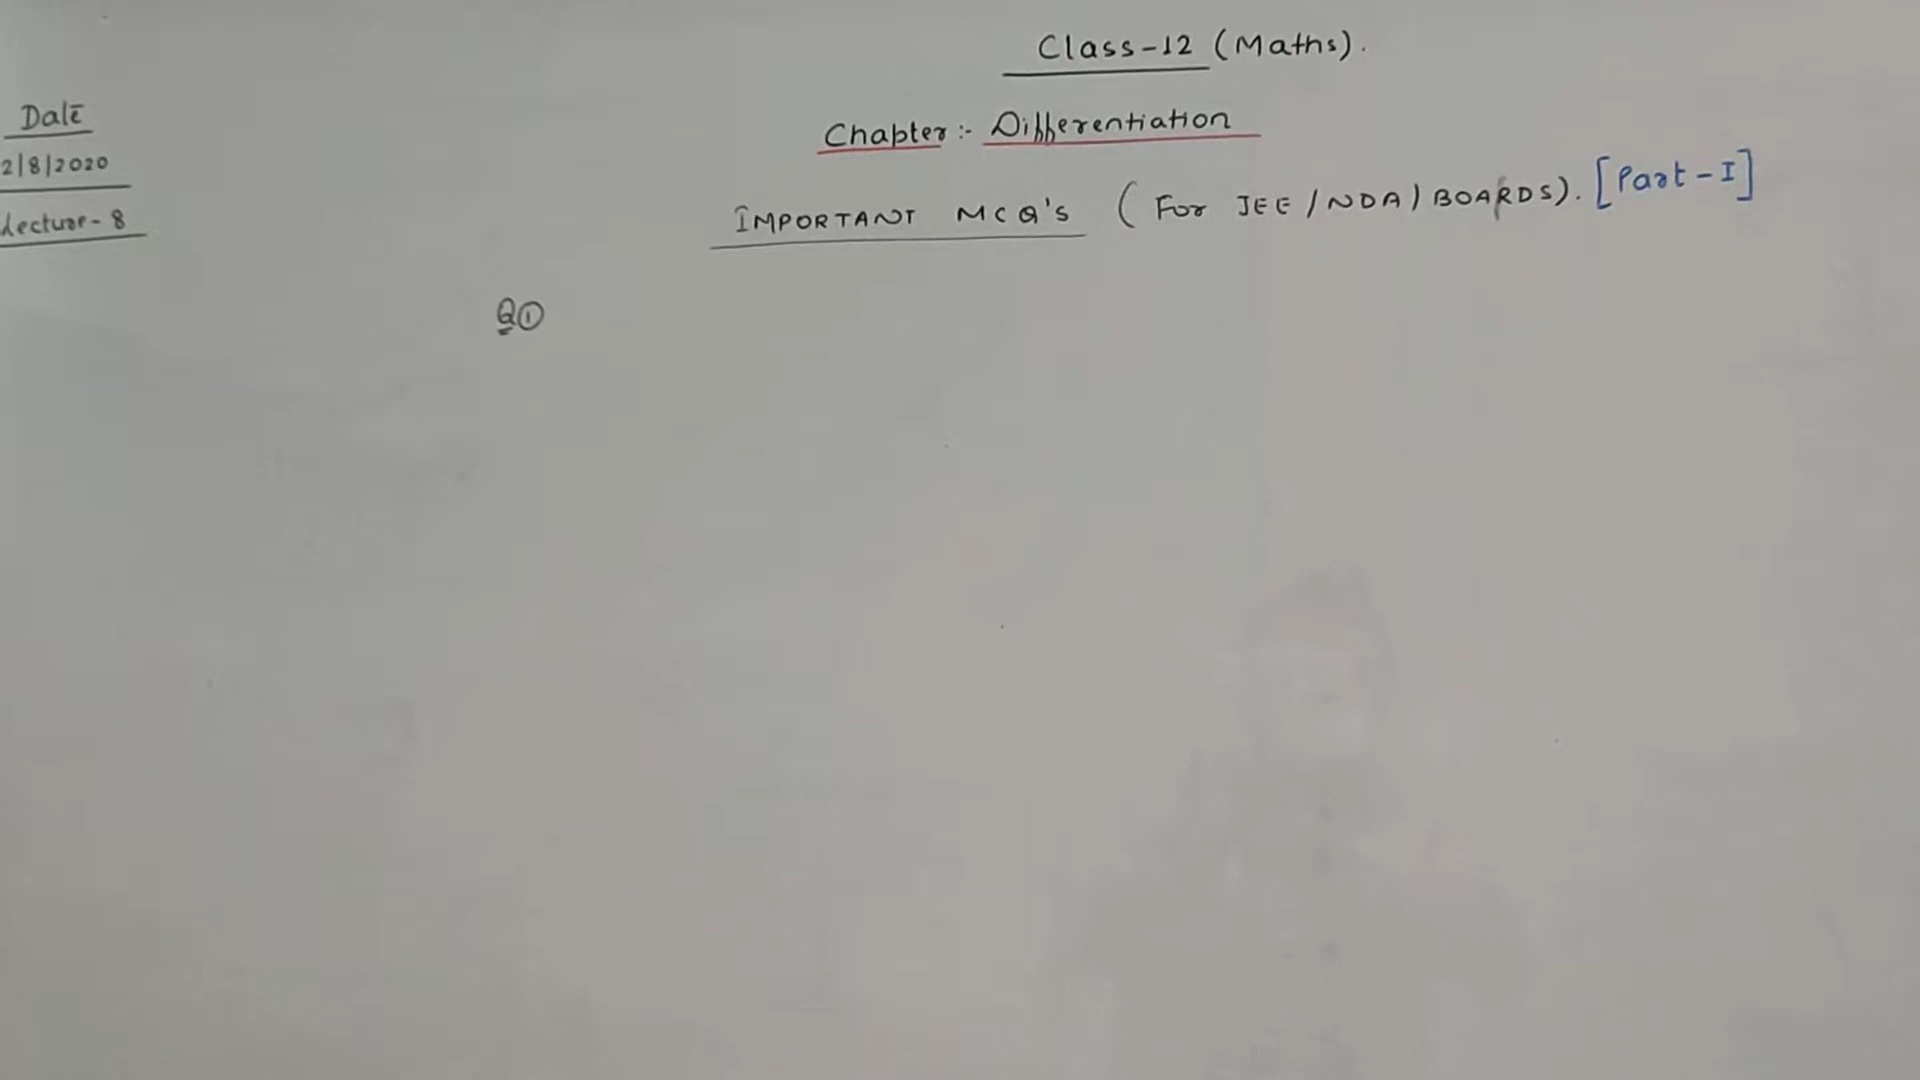 Class-12 (Maths).
Date
Chapter :- Differentiation
2/8/2020
IMPORTANT MCQ's (For JEE/NDA/BOARDS). [Part-I]
Lecture-8
Q①